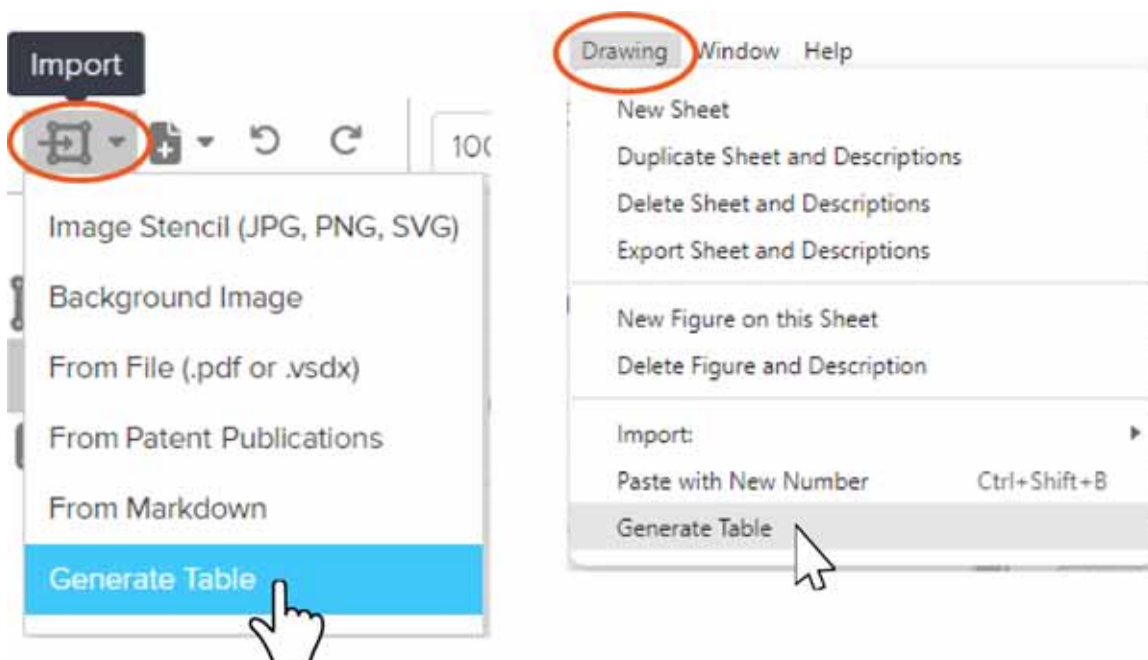 Import
100
Image Stencil (JPG, PNG, SVG)
Background Image
From File (.pdf or .vsdx)
From Patent Publications
From Markdown
Generate Table
Drawing Window Help
New Sheet
Duplicate Sheet and Descriptions
Delete Sheet and Descriptions
Export Sheet and Descriptions
New Figure on this Sheet
Delete Figure and Description
Import:
Paste with New Number Ctrl+Shift+B
Generate Table